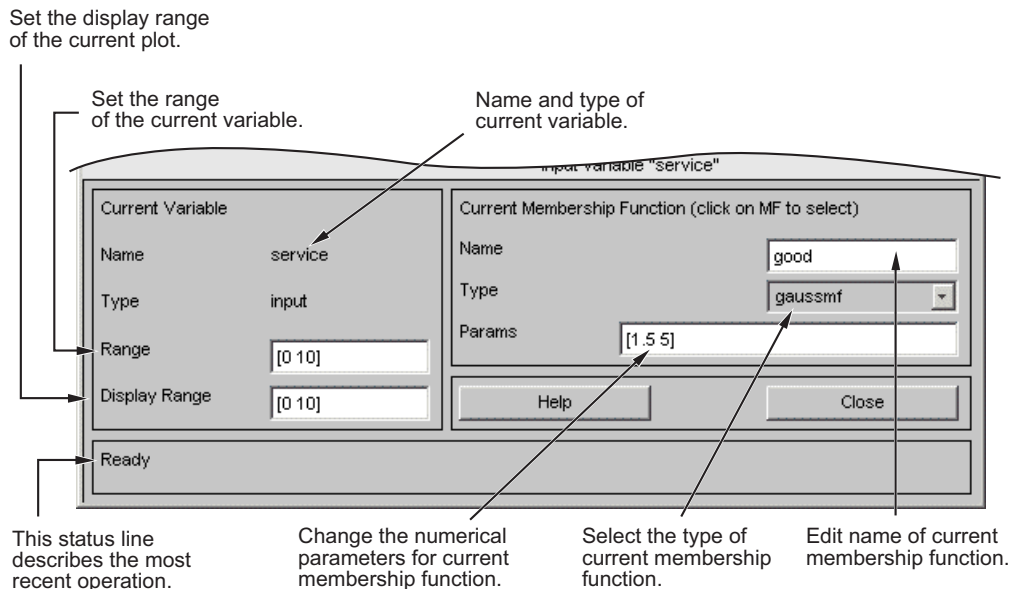 Set the display range
of the current plot.
Set the range
of the current variable.
Name and type of
current variable.
input variable "service"
Current Variable
Name service
Type input
Range [0 10]
Display Range [0 10]
Current Membership Function (click on MF to select)
Name good
Type gaussmf
Params [1.5 5]
Help Close
Ready
This status line
describes the most
recent operation.
Change the numerical
parameters for current
membership function.
Select the type of
current membership
function.
Edit name of current
membership function.